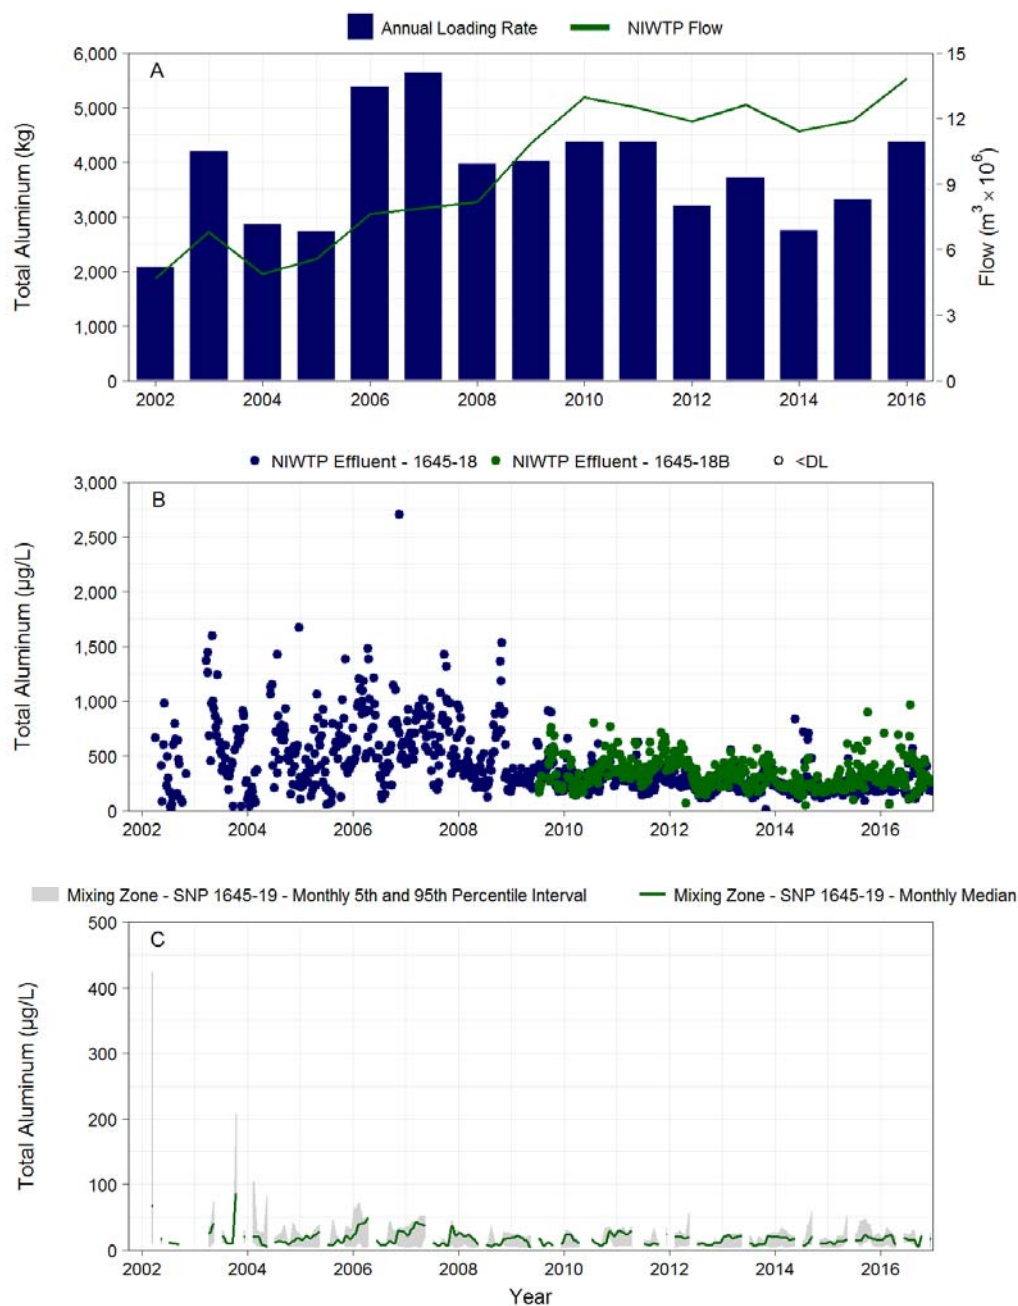 Annual Loading Rate NIWTP Flow
A
6,000
5,000
4,000
3,000
2,000
1,000
0
Total Aluminum (kg)
15
12
9
6
3
0
Flow (m³ × 10⁶)
2002 2004 2006 2008 2010 2012 2014 2016
NIWTP Effluent - 1645-18 NIWTP Effluent - 1645-18B <DL
B
3,000
2,500
2,000
1,500
1,000
500
0
Total Aluminum (µg/L)
2002 2004 2006 2008 2010 2012 2014 2016
Mixing Zone - SNP 1645-19 - Monthly 5th and 95th Percentile Interval Mixing Zone - SNP 1645-19 - Monthly Median
C
500
400
300
200
100
0
Total Aluminum (µg/L)
2002 2004 2006 2008 2010 2012 2014 2016
Year